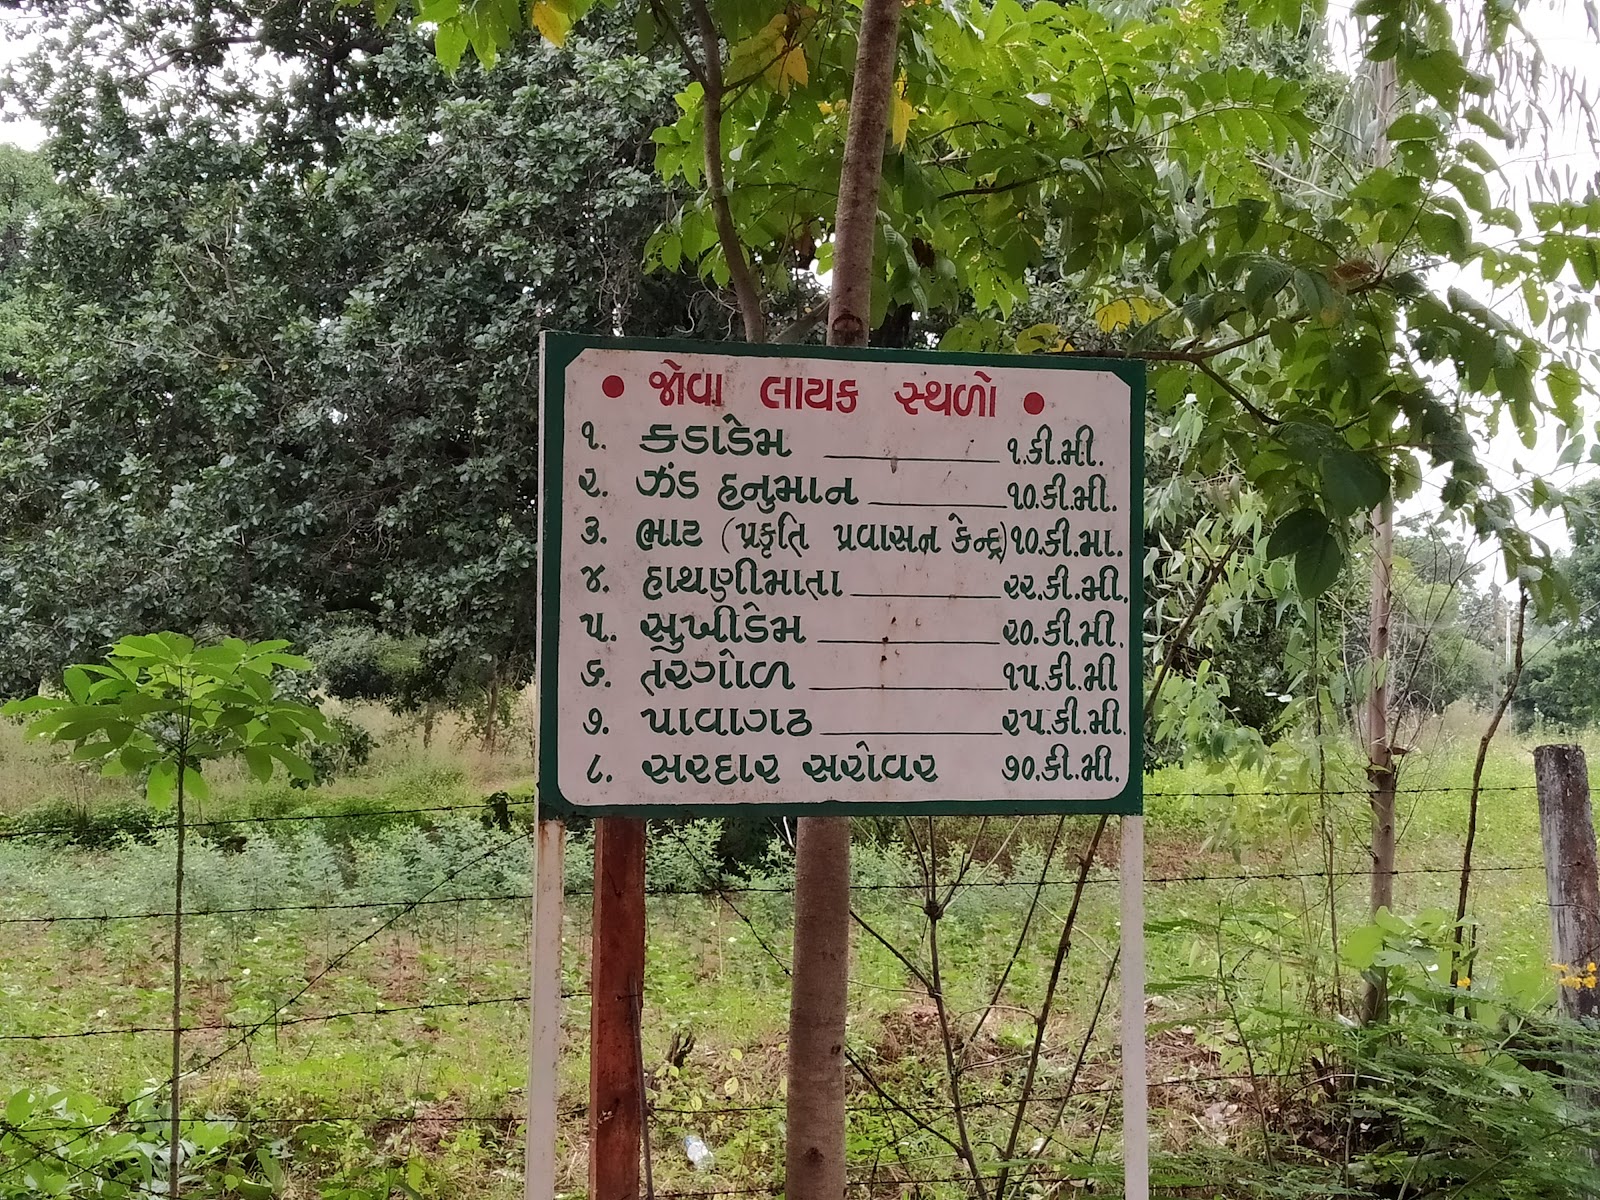 • જોવા લાયક સ્થળો •
૧. કડાડેમ ૧.કી.મી.
૨. ઝંડ હનુમાન ૧૦.કી.મી.
૩. ભાટ (પ્રકૃતિ પ્રવાસન કેન્દ્ર) ૧૦.કી.મા.
૪. હાથણીમાતા ૨૨.કી.મી.
૫. સુખીડેમ ૨૦.કી.મી.
૬. તરગોળ ૧૫.કી.મી
૭. પાવાગઢ ૨૫.કી.મી.
૮. સરદાર સરોવર ૭૦.કી.મી.